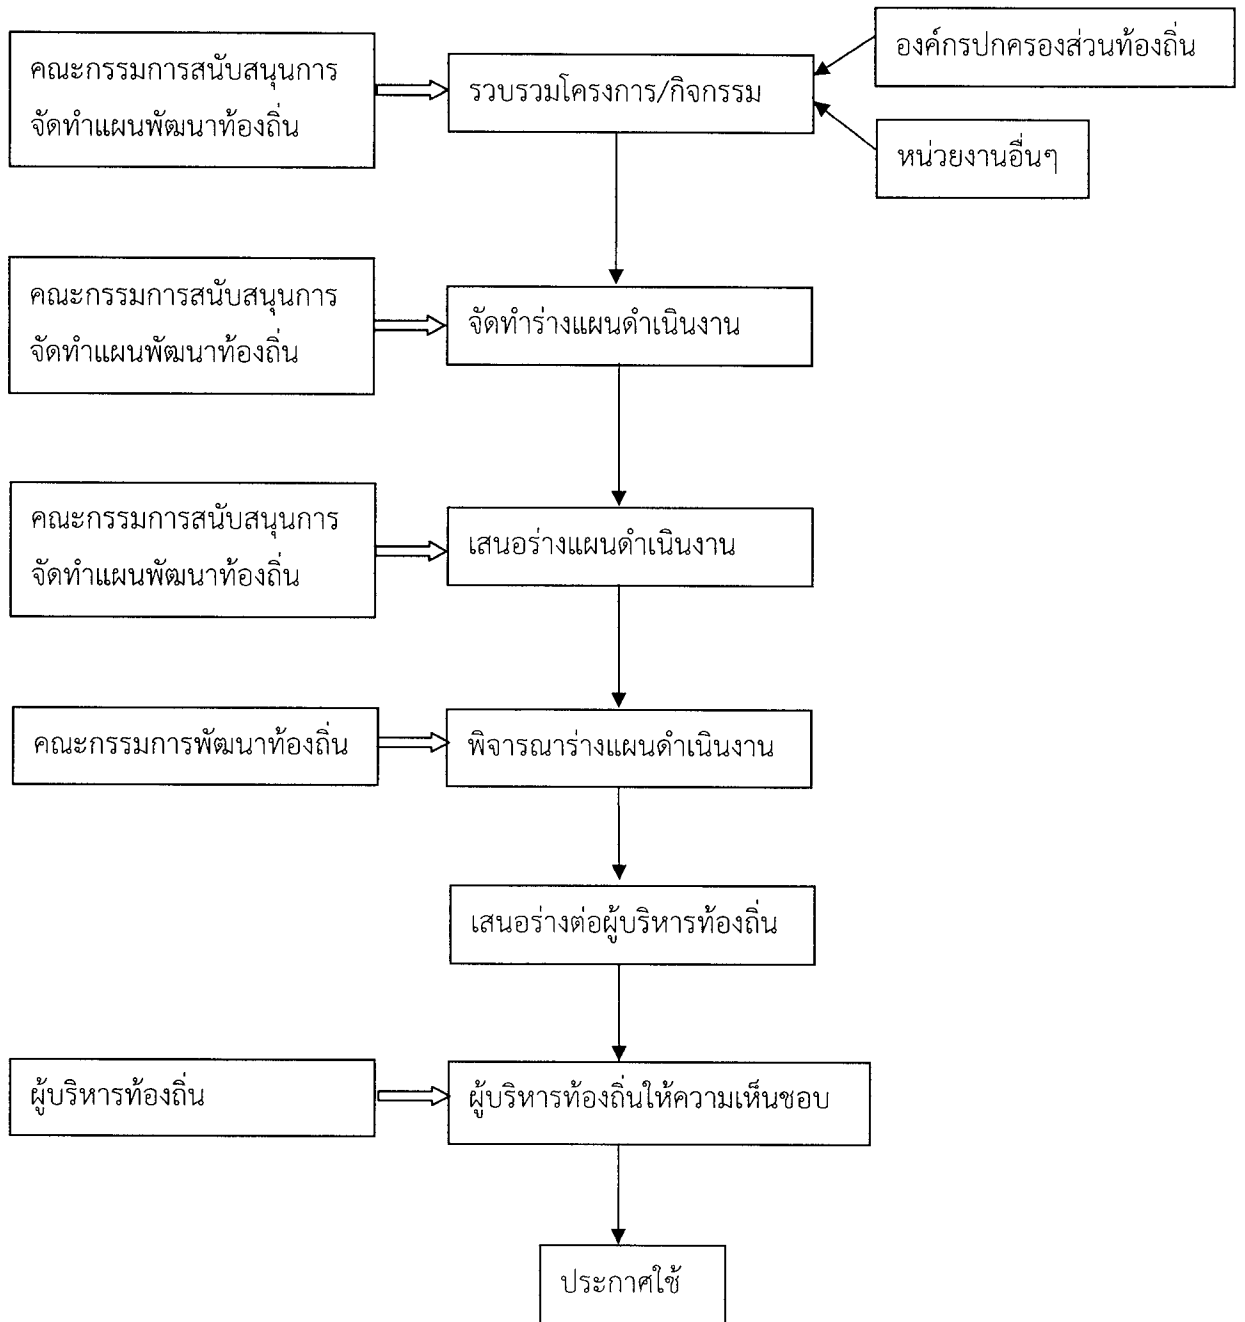 คณะกรรมการสนับสนุนการ
จัดทำแผนพัฒนาท้องถิ่น
รวบรวมโครงการ/กิจกรรม
องค์กรปกครองส่วนท้องถิ่น
หน่วยงานอื่นๆ
คณะกรรมการสนับสนุนการ
จัดทำแผนพัฒนาท้องถิ่น
จัดทำร่างแผนดำเนินงาน
คณะกรรมการสนับสนุนการ
จัดทำแผนพัฒนาท้องถิ่น
เสนอร่างแผนดำเนินงาน
คณะกรรมการพัฒนาท้องถิ่น
พิจารณาร่างแผนดำเนินงาน
เสนอร่างต่อผู้บริหารท้องถิ่น
ผู้บริหารท้องถิ่น
ผู้บริหารท้องถิ่นให้ความเห็นชอบ
ประกาศใช้